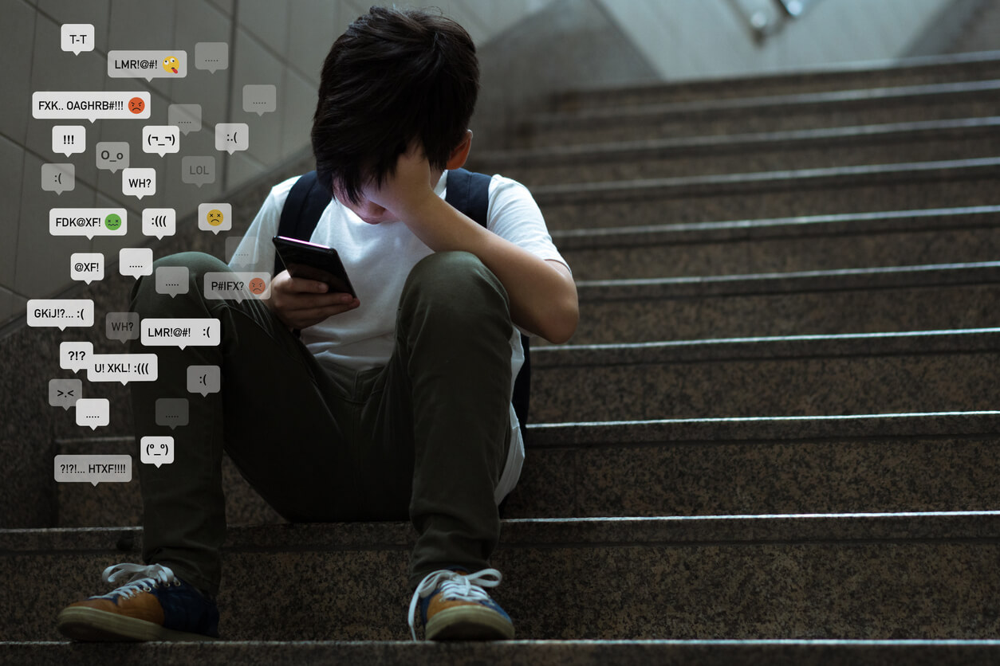 T-T
LMR!@#! 🤪
.....
.....
FXK.. OAGHRB#!!! 😡
.....
!!!
(¬_¬)
:.(
O_o
:(
LOL
WH?
FDK@XF! 🤢
:(((
😵
.....
@XF!
.....
.....
P#IFX? 😡
GKiJ!?... :(
WH?
LMR!@#! :(
?!?
U! XKL! :(((
:(
>.<
.....
.....
(º_º)
?!?!... HTXF!!!!